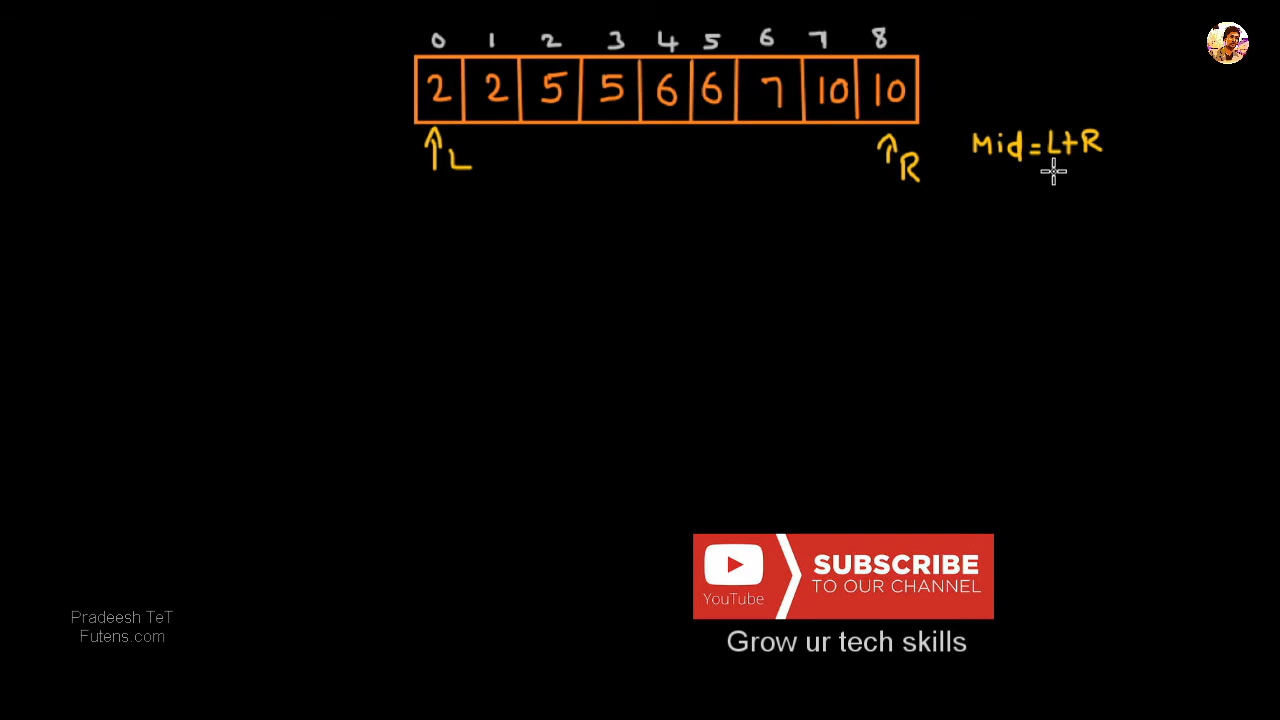 0 1 2 3 4 5 6 7 8
2 2 5 5 6 6 7 10 10
L
R
Mid=L+R
SUBSCRIBE
TO OUR CHANNEL
YouTube
Pradeesh TeT
Futens.com
Grow ur tech skills